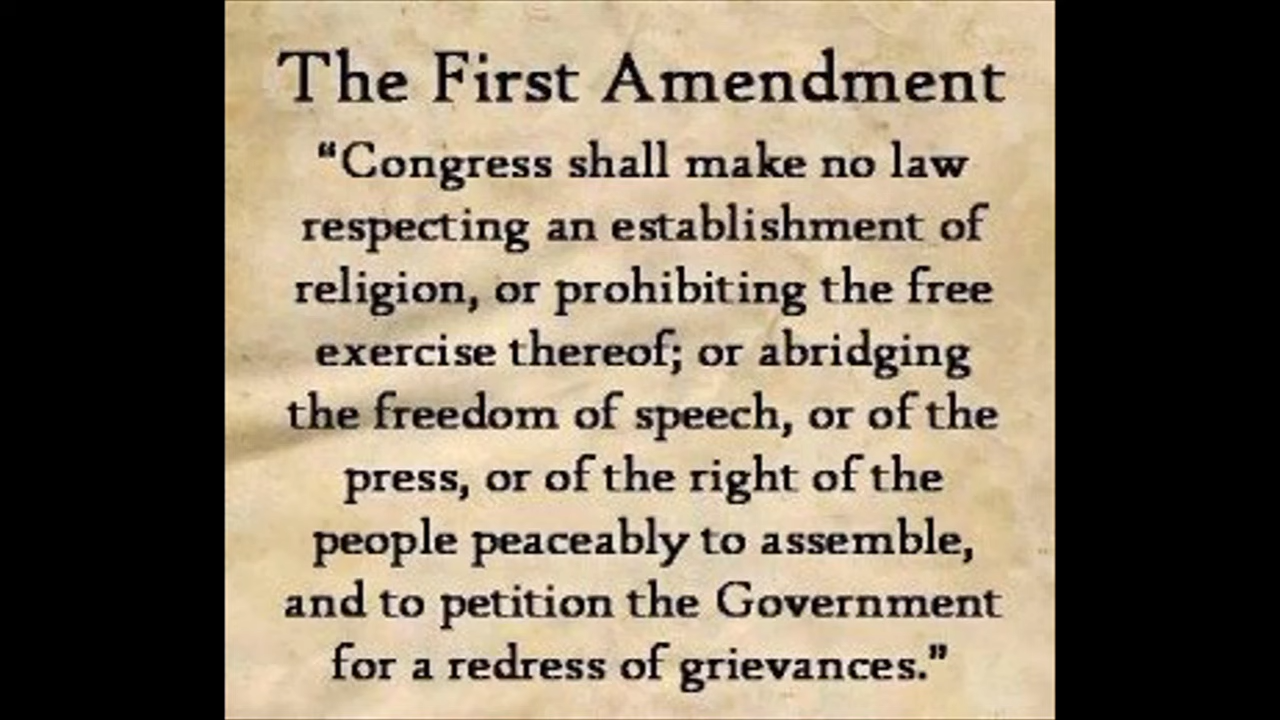 The First Amendment
“Congress shall make no law
respecting an establishment of
religion, or prohibiting the free
exercise thereof; or abridging
the freedom of speech, or of the
press, or of the right of the
people peaceably to assemble,
and to petition the Government
for a redress of grievances.”